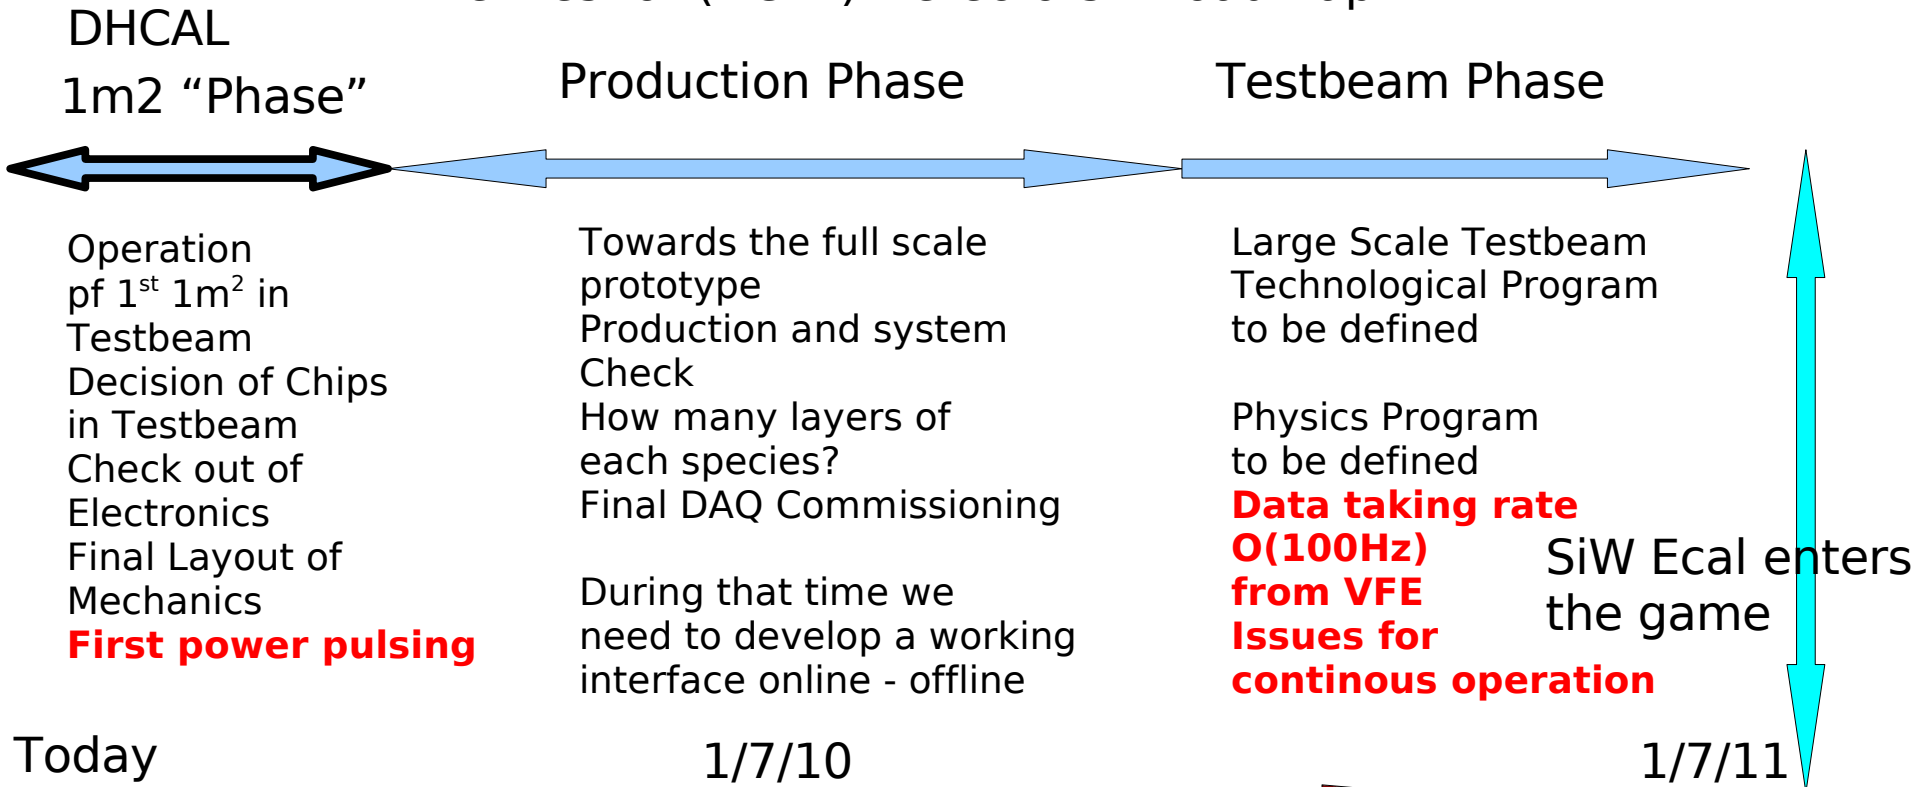 DHCAL
1m2 “Phase”
Production Phase
Testbeam Phase
Operation
pf 1st 1m2 in
Testbeam
Decision of Chips
in Testbeam
Check out of
Electronics
Final Layout of
Mechanics
First power pulsing
Towards the full scale
prototype
Production and system
Check
How many layers of
each species?
Final DAQ Commissioning
During that time we
need to develop a working
interface online - offline
Large Scale Testbeam
Technological Program
to be defined
Physics Program
to be defined
Data taking rate
O(100Hz)
from VFE
Issues for
continous operation
SiW Ecal enters
the game
Today
1/7/10
1/7/11